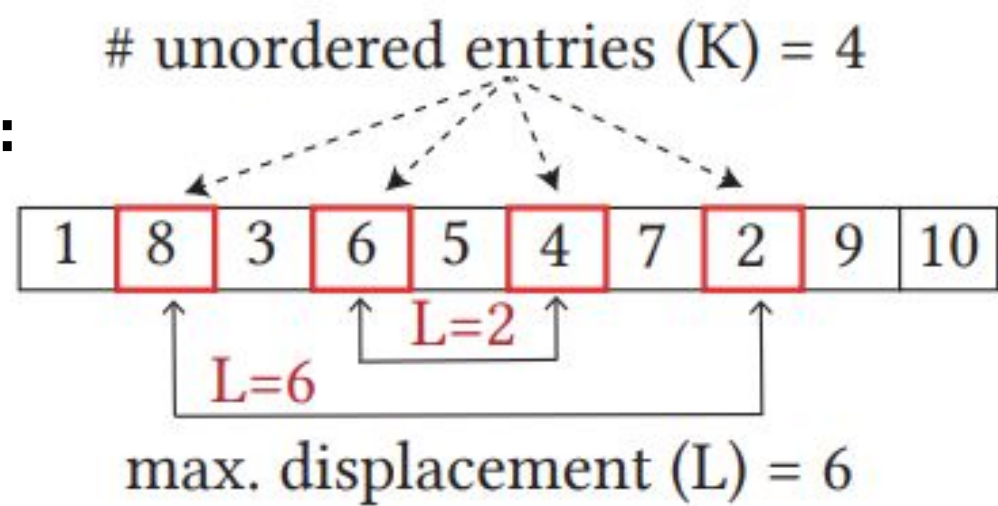 # unordered entries (K) = 4
:
1 8 3 6 5 4 7 2 9 10
L=2
L=6
max. displacement (L) = 6